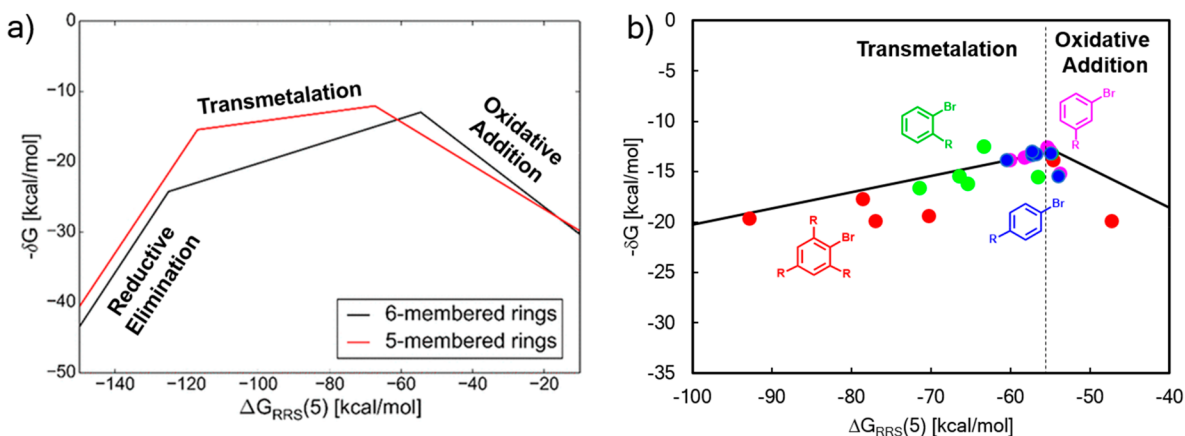 a)
-δG [kcal/mol]
−0
−10
−20
−30
−40
−50
Reductive
Elimination
Transmetalation
Oxidative
Addition
6-membered rings
5-membered rings
−140
−120
−100
−80
−60
−40
−20
ΔG_RRS(5) [kcal/mol]
b)
-δG [kcal/mol]
0
-5
-10
-15
-20
-25
-30
-35
Transmetalation
Oxidative
Addition
Br
R
Br
R
Br
R
R
Br
R
R
-100
-90
-80
-70
-60
-50
-40
ΔG_RRS(5) [kcal/mol]